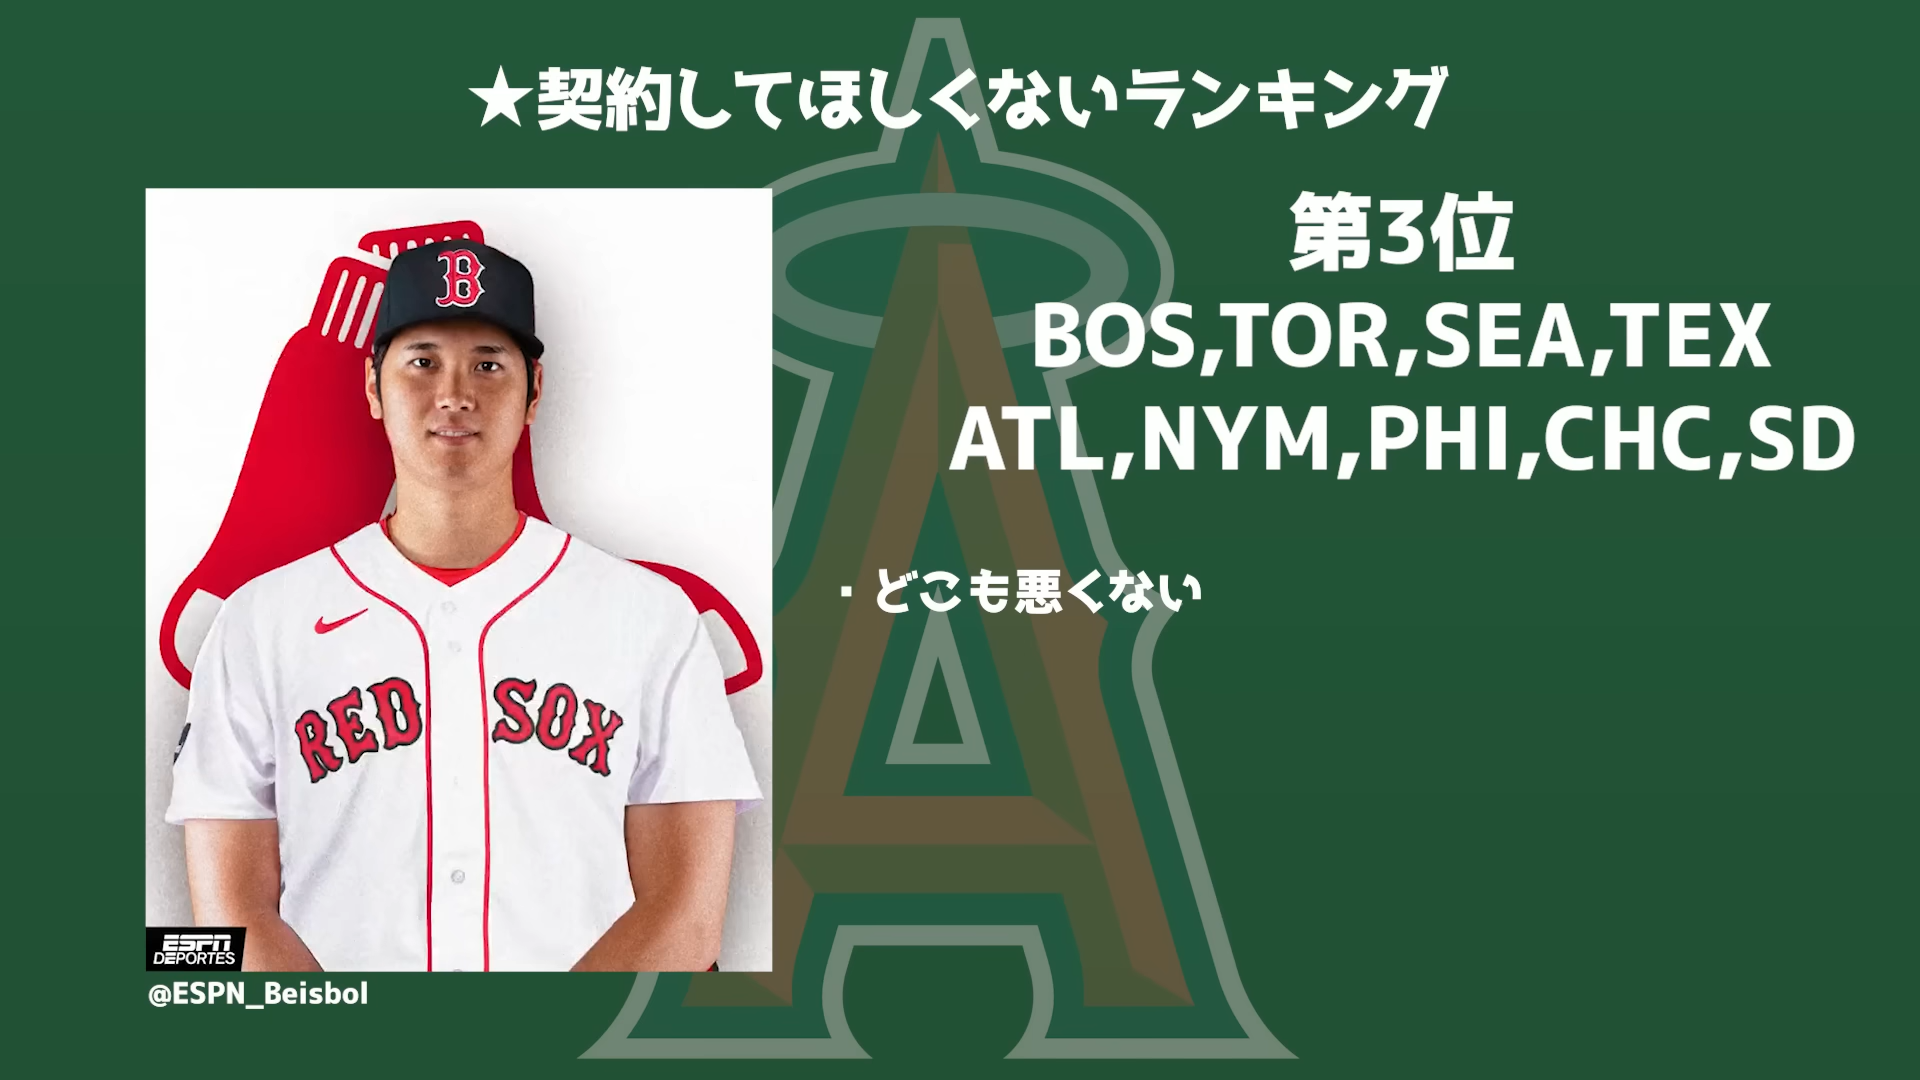 ★契約してほしくないランキング
第3位
BOS,TOR,SEA,TEX
ATL,NYM,PHI,CHC,SD
・どこも悪くない
B
RED SOX
ESPN
DEPORTES
@ESPN_Beisbol